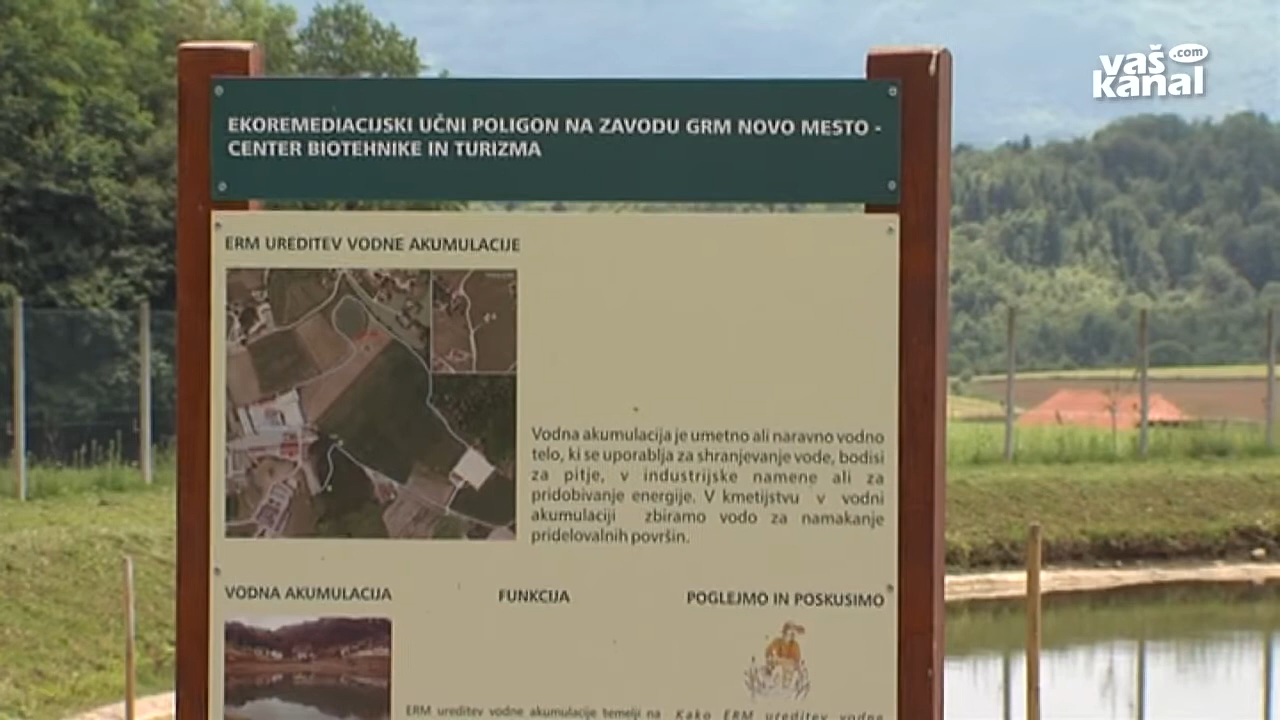 vaš .com
kanal
EKOREMEDIACIJSKI UČNI POLIGON NA ZAVODU GRM NOVO MESTO -
CENTER BIOTEHNIKE IN TURIZMA
ERM UREDITEV VODNE AKUMULACIJE
Vodna akumulacija je umetno ali naravno vodno
telo, ki se uporablja za shranjevanje vode, bodisi
za pitje, v industrijske namene ali za
pridobivanje energije. V kmetijstvu v vodni
akumulaciji zbiramo vodo za namakanje
pridelovalnih površin.
VODNA AKUMULACIJA
FUNKCIJA
POGLEJMO IN POSKUSIMO
ERM ureditev vodne akumulacije temelji na
Kako ERM ureditev vodne